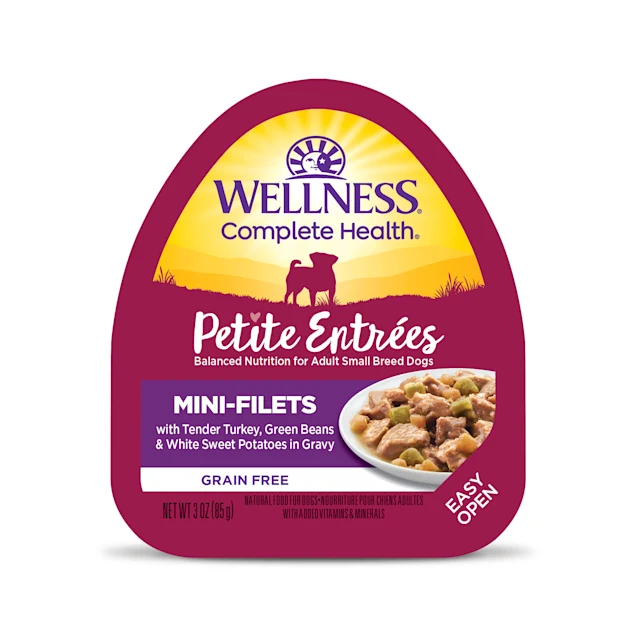 WELLNESS®
Complete Health®
Petite Entrées
Balanced Nutrition for Adult Small Breed Dogs
MINI-FILETS
with Tender Turkey, Green Beans
& White Sweet Potatoes in Gravy
GRAIN FREE
NET WT 3 OZ (85 g)
NATURAL FOOD FOR DOGS•NOURRITURE POUR CHIENS ADULTES
WITH ADDED VITAMINS & MINERALS
EASY
OPEN